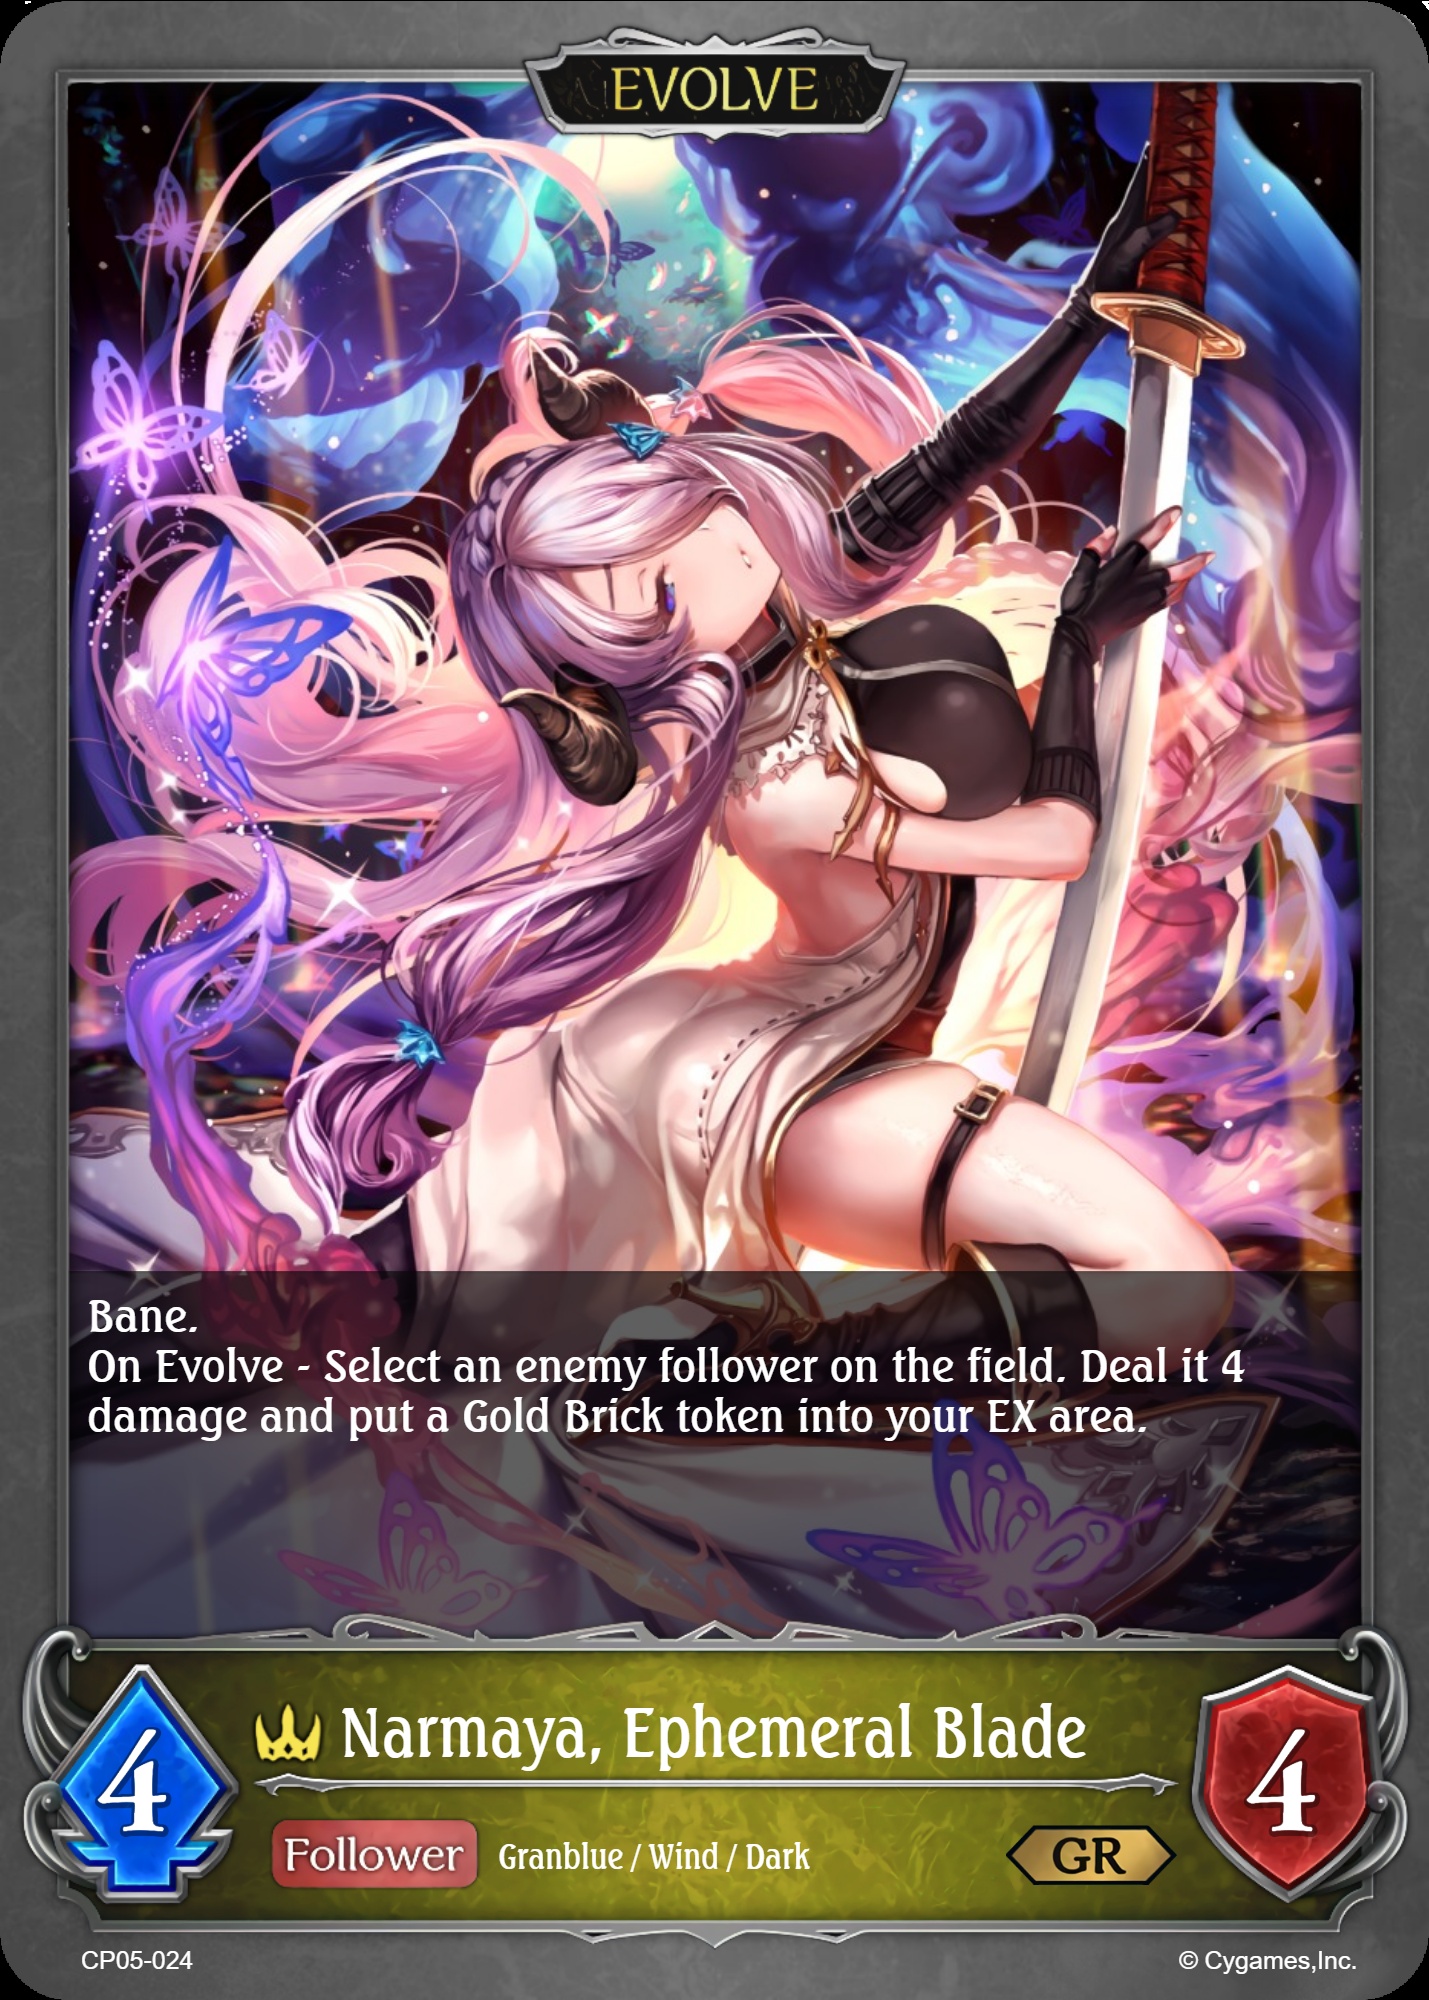 EVOLVE
Bane.
On Evolve - Select an enemy follower on the field. Deal it 4
damage and put a Gold Brick token into your EX area.
4
Narmaya, Ephemeral Blade
4
Follower
Granblue / Wind / Dark
GR
CP05-024
© Cygames,Inc.